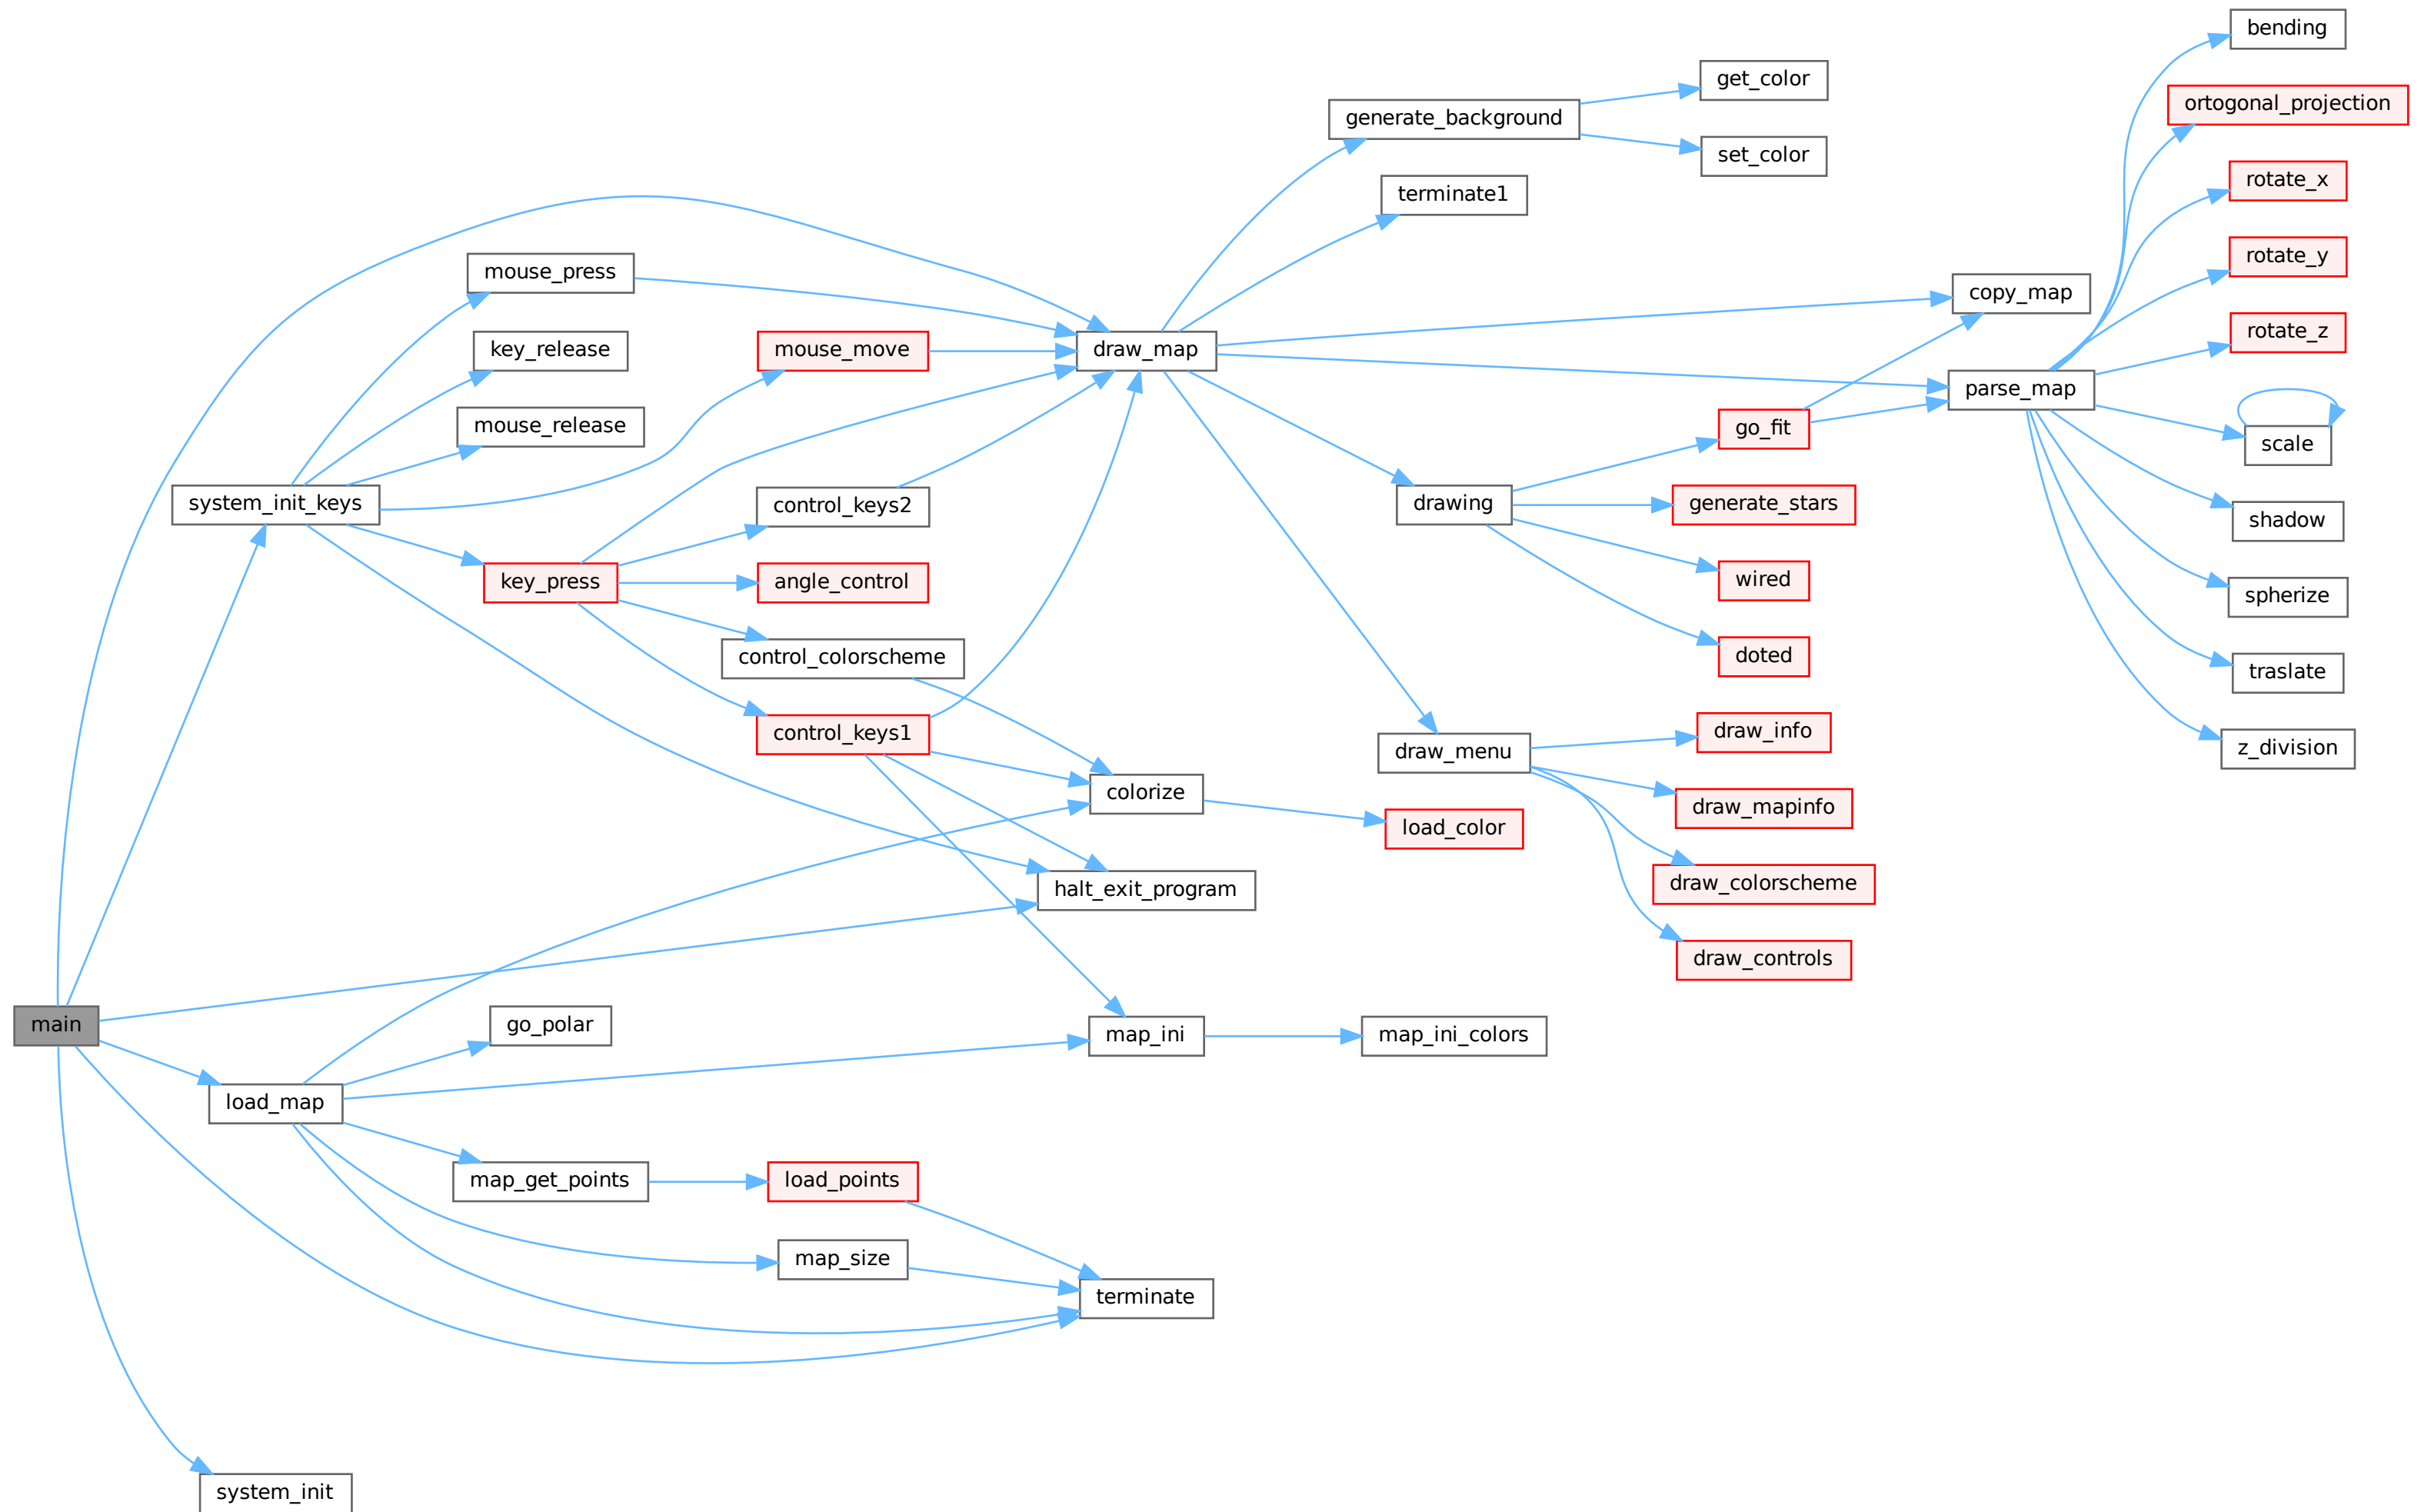 bending
get_color
ortogonal_projection
generate_background
set_color
rotate_x
terminate1
rotate_y
mouse_press
copy_map
rotate_z
key_release
mouse_move
draw_map
parse_map
mouse_release
go_fit
scale
system_init_keys
control_keys2
drawing
generate_stars
shadow
key_press
angle_control
wired
spherize
control_colorscheme
doted
traslate
control_keys1
draw_info
draw_menu
z_division
colorize
draw_mapinfo
load_color
halt_exit_program
draw_colorscheme
draw_controls
main
go_polar
map_ini
map_ini_colors
load_map
map_get_points
load_points
map_size
terminate
system_init